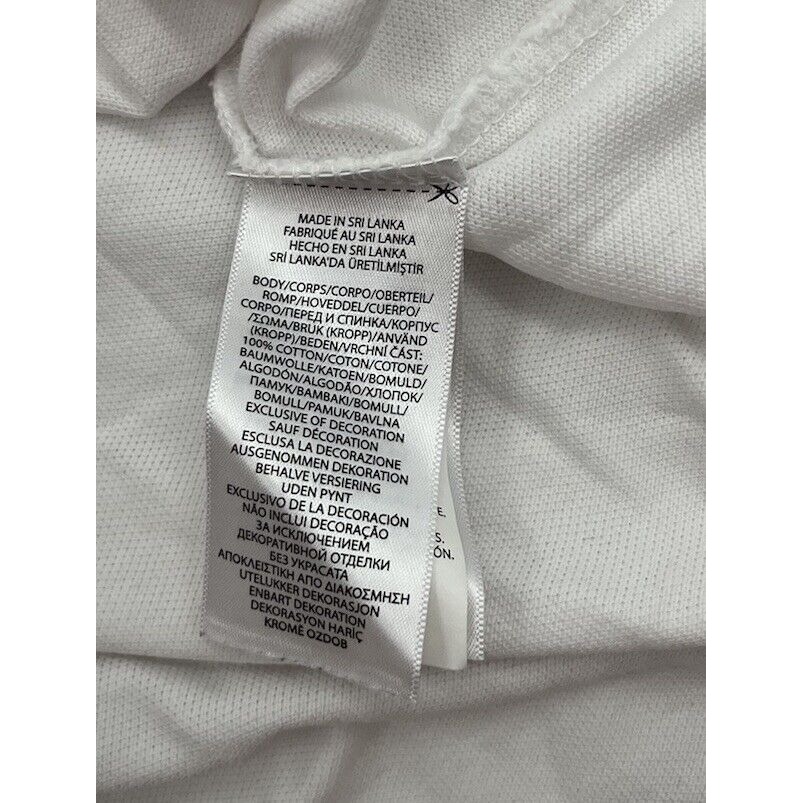 MADE IN SRI LANKA
FABRIQUÉ AU SRI LANKA
HECHO EN SRI LANKA
SRİ LANKA'DA ÜRETİLMİŞTİR
BODY/CORPS/CORPO/OBERTEIL/
ROMP/HOVEDDEL/CUERPO/
CORPO/ПЕРЕД И СПИНКА/КОРПУС
/ΣΩΜΑ/BRUK (KROPP)/ANVÄND
(KROPP)/BEDEN/VRCHNÍ ČÁST:
100% COTTON/COTON/COTONE/
BAUMWOLLE/KATOEN/BOMULD/
ALGODÓN/ALGODÃO/ХЛОПОК/
ПАМУК/ΒΑΜΒΑΚΙ/BOMULL/
BOMULL/PAMUK/BAVLNA
EXCLUSIVE OF DECORATION
SAUF DÉCORATION
ESCLUSA LA DECORAZIONE
AUSGENOMMEN DEKORATION
BEHALVE VERSIERING
UDEN PYNT
EXCLUSIVO DE LA DECORACIÓN
NÃO INCLUI DECORAÇÃO
ЗА ИСКЛЮЧЕНИЕМ
ДЕКОРАТИВНОЙ ОТДЕЛКИ
БЕЗ УКРАСАТА
ΑΠΟΚΛΕΙΣΤΙΚΗ ΑΠΟ ΔΙΑΚΟΣΜΗΣΗ
UTELUKKER DEKORASJON
ENBART DEKORATION
DEKORASYON HARİÇ
KROMĚ OZDOB
E.
S.
ÓN.